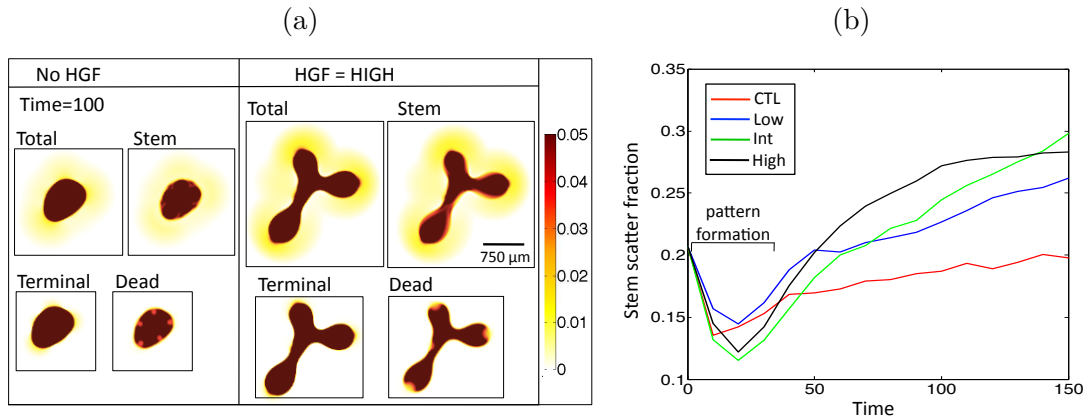 (a)
No HGF
HGF = HIGH
Time=100
Total
Stem
Total
Stem
750 μm
Terminal
Dead
Terminal
Dead
0.05
0.04
0.03
0.02
0.01
0
(b)
Stem scatter fraction
0.35
0.3
0.25
0.2
0.15
0.1
CTL
Low
Int
High
pattern
formation
0
50
100
150
Time